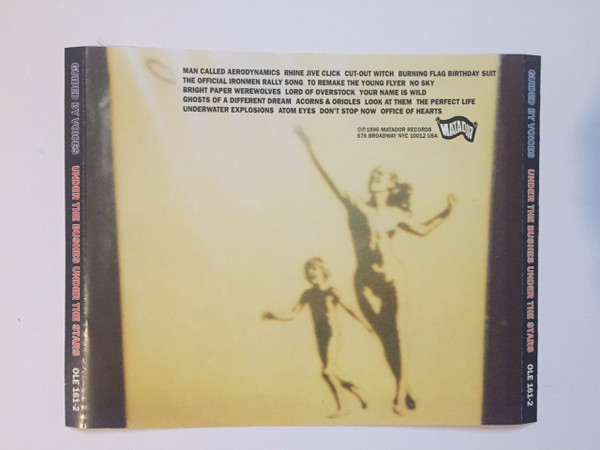 MAN CALLED AERODYNAMICS RHINE JIVE CLICK CUT-OUT WITCH BURNING FLAG BIRTHDAY SUIT
THE OFFICIAL IRONMEN RALLY SONG TO REMAKE THE YOUNG FLYER NO SKY
BRIGHT PAPER WEREWOLVES LORD OF OVERSTOCK YOUR NAME IS WILD
GHOSTS OF A DIFFERENT DREAM ACORNS & ORIOLES LOOK AT THEM THE PERFECT LIFE
UNDERWATER EXPLOSIONS ATOM EYES DON'T STOP NOW OFFICE OF HEARTS
℗©1996 MATADOR RECORDS
676 BROADWAY NYC 10012 USA
MATADOR
GUIDED BY VOICES UNDER THE BUSHES UNDER THE STARS OLE 161-2
GUIDED BY VOICES UNDER THE BUSHES UNDER THE STARS OLE 161-2